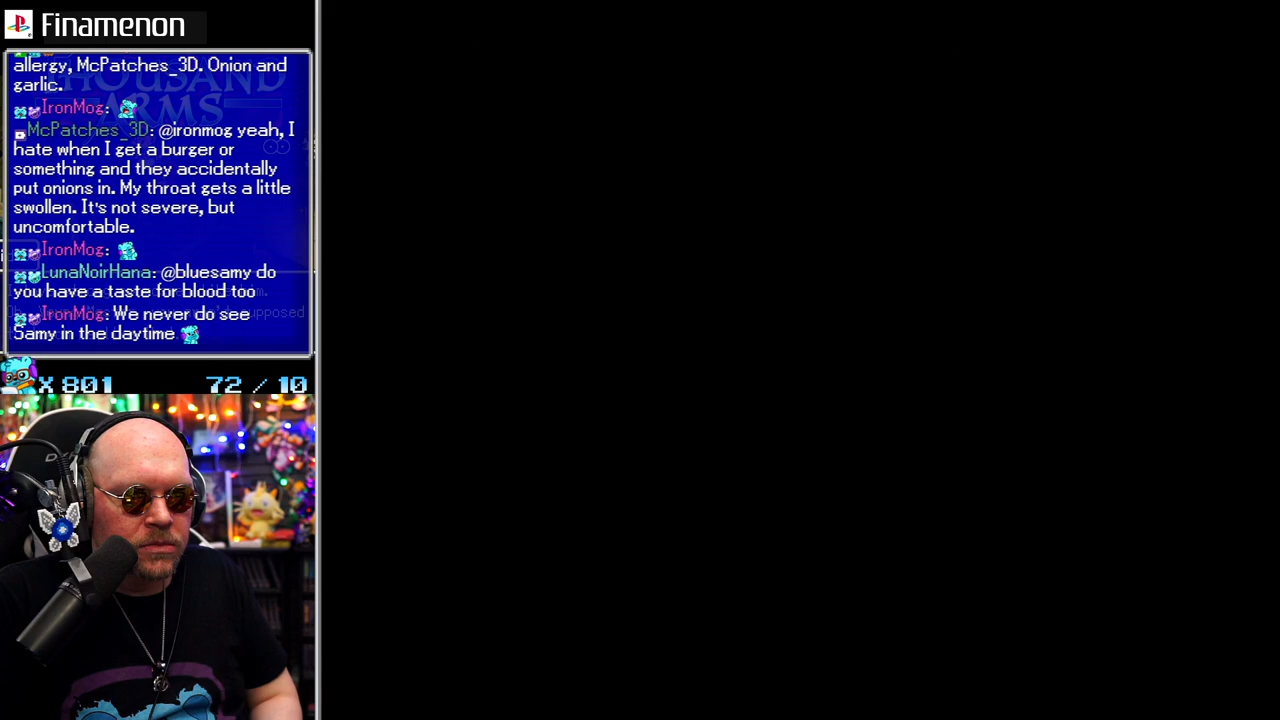 Finamenon
allergy, McPatches_3D. Onion and
garlic.
THOUSAND
ARMS
IronMog:
McPatches_3D: @ironmog yeah, I
hate when I get a burger or
something and they accidentally
put onions in. My throat gets a little
swollen. It's not severe, but
uncomfortable.
IronMog:
LunaNoirHana: @bluesamy do
you have a taste for blood too
IronMog: We never do see
Samy in the daytime
X 801 72 / 10